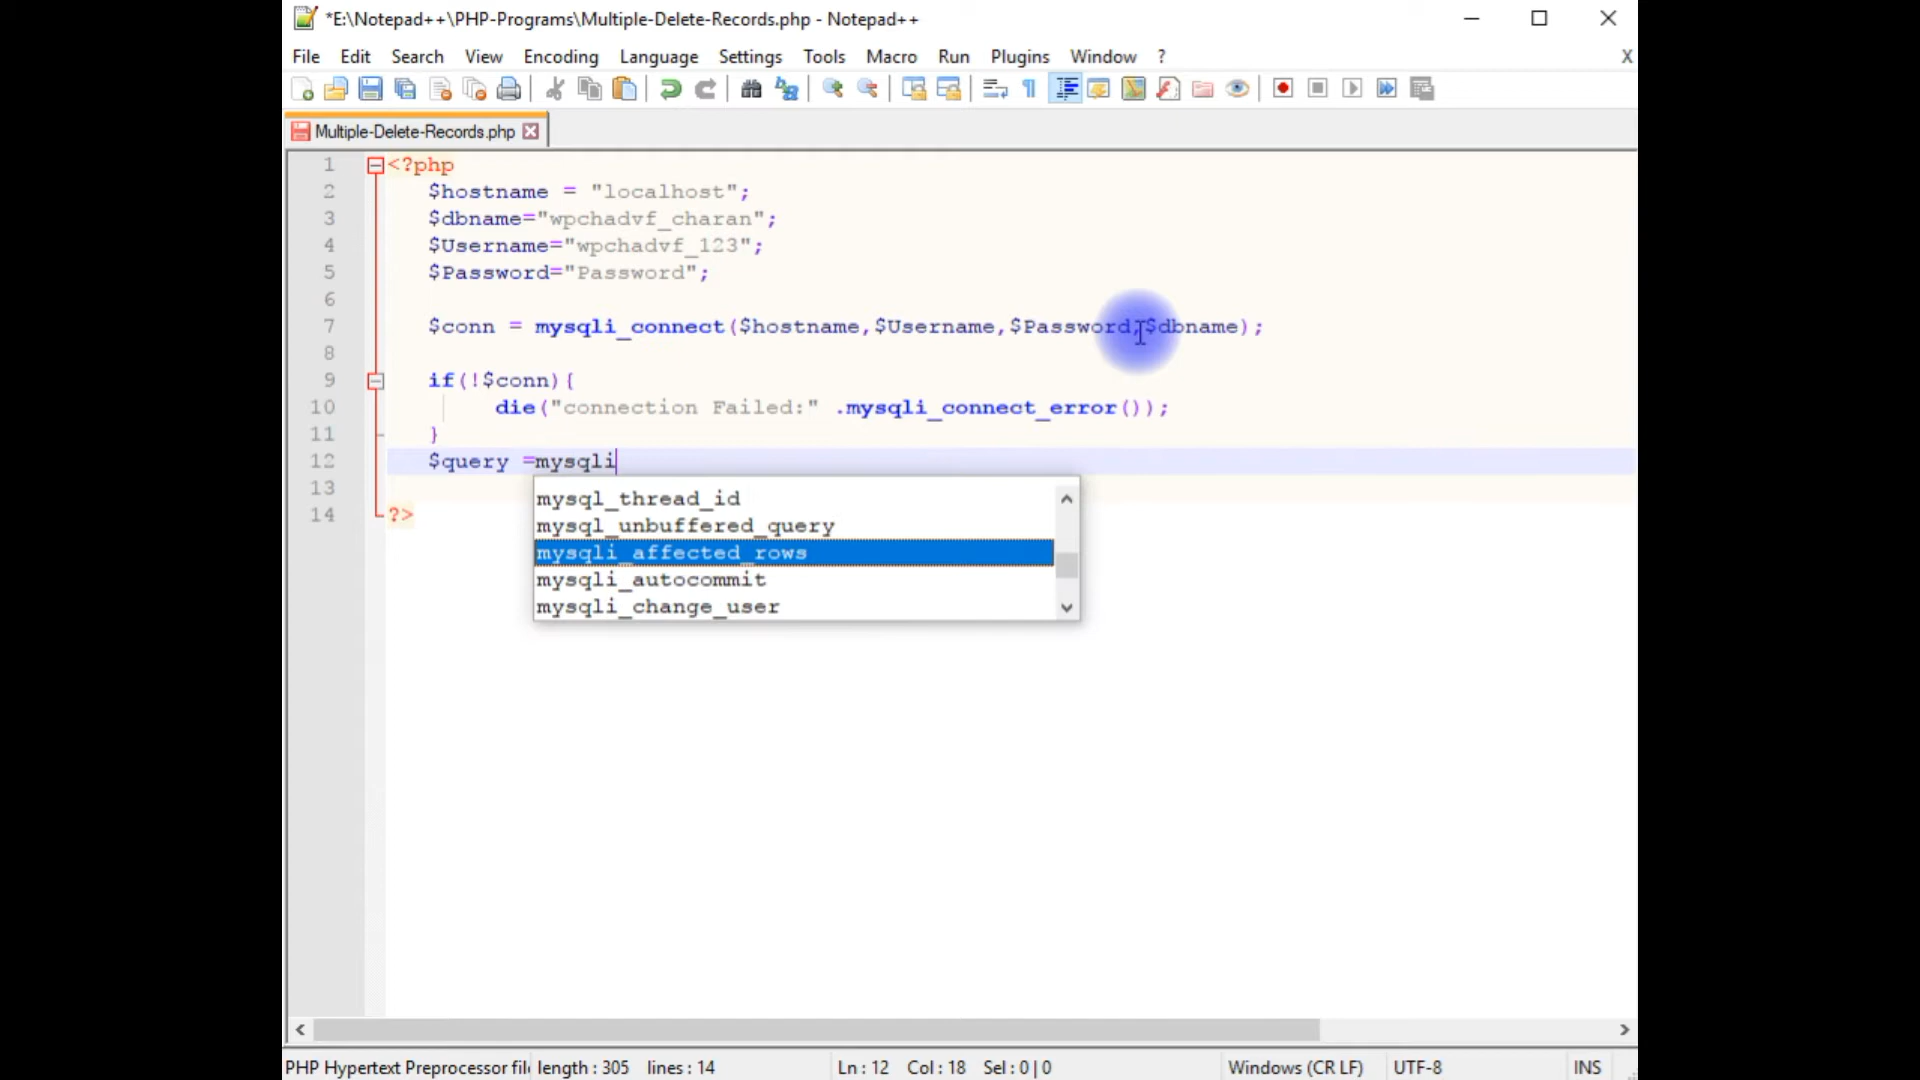 *E:\Notepad++\PHP-Programs\Multiple-Delete-Records.php - Notepad++
File Edit Search View Encoding Language Settings Tools Macro Run Plugins Window ? X
Multiple-Delete-Records.php
1 <?php
2 $hostname = "localhost";
3 $dbname="wpchadvf_charan";
4 $Username="wpchadvf_123";
5 $Password="Password";
6
7 $conn = mysqli_connect($hostname,$Username,$Password,$dbname);
8
9 if(!$conn){
10 die("connection Failed:" .mysqli_connect_error());
11 }
12 $query =mysqli
13
14 ?>
mysql_thread_id
mysql_unbuffered_query
mysqli_affected_rows
mysqli_autocommit
mysqli_change_user
PHP Hypertext Preprocessor fil length : 305 lines : 14 Ln : 12 Col : 18 Sel : 0 | 0 Windows (CR LF) UTF-8 INS